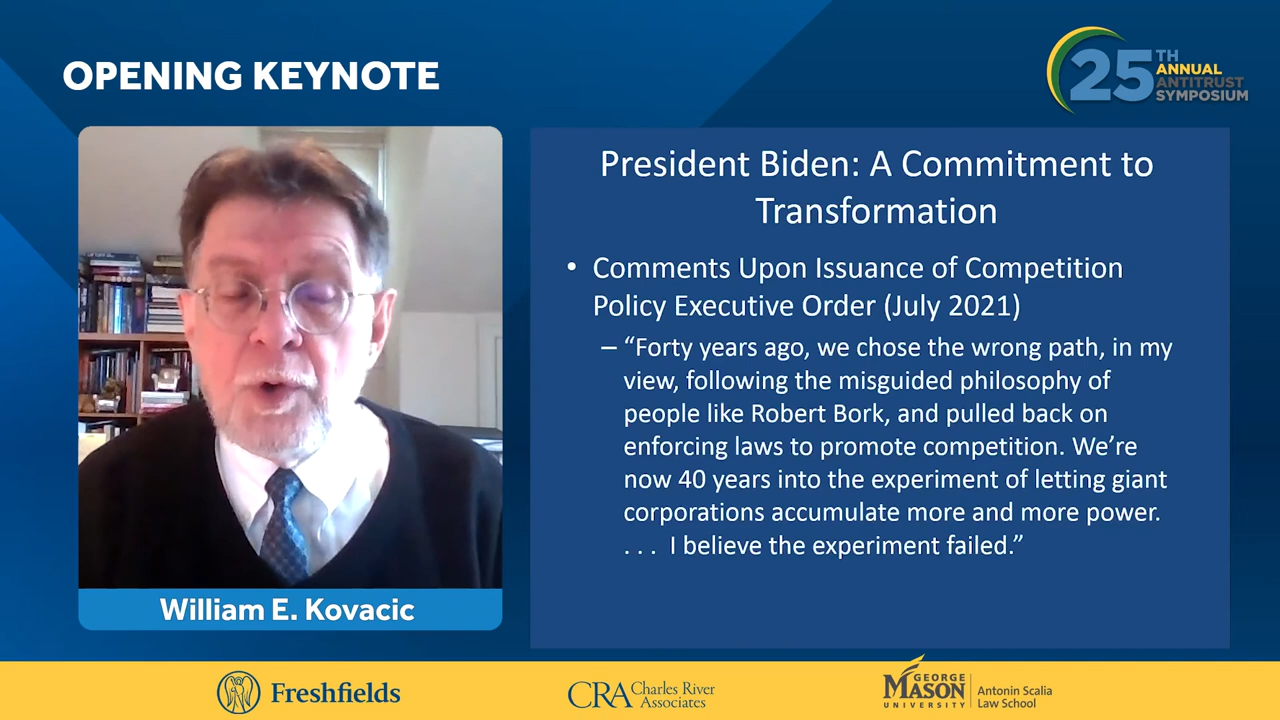 OPENING KEYNOTE
25TH
ANNUAL
ANTITRUST
SYMPOSIUM
President Biden: A Commitment to
Transformation
• Comments Upon Issuance of Competition
Policy Executive Order (July 2021)
– “Forty years ago, we chose the wrong path, in my
view, following the misguided philosophy of
people like Robert Bork, and pulled back on
enforcing laws to promote competition. We’re
now 40 years into the experiment of letting giant
corporations accumulate more and more power.
. . . I believe the experiment failed.”
William E. Kovacic
Freshfields
CRA Charles River
Associates
GEORGE
MASON
UNIVERSITY
Antonin Scalia
Law School